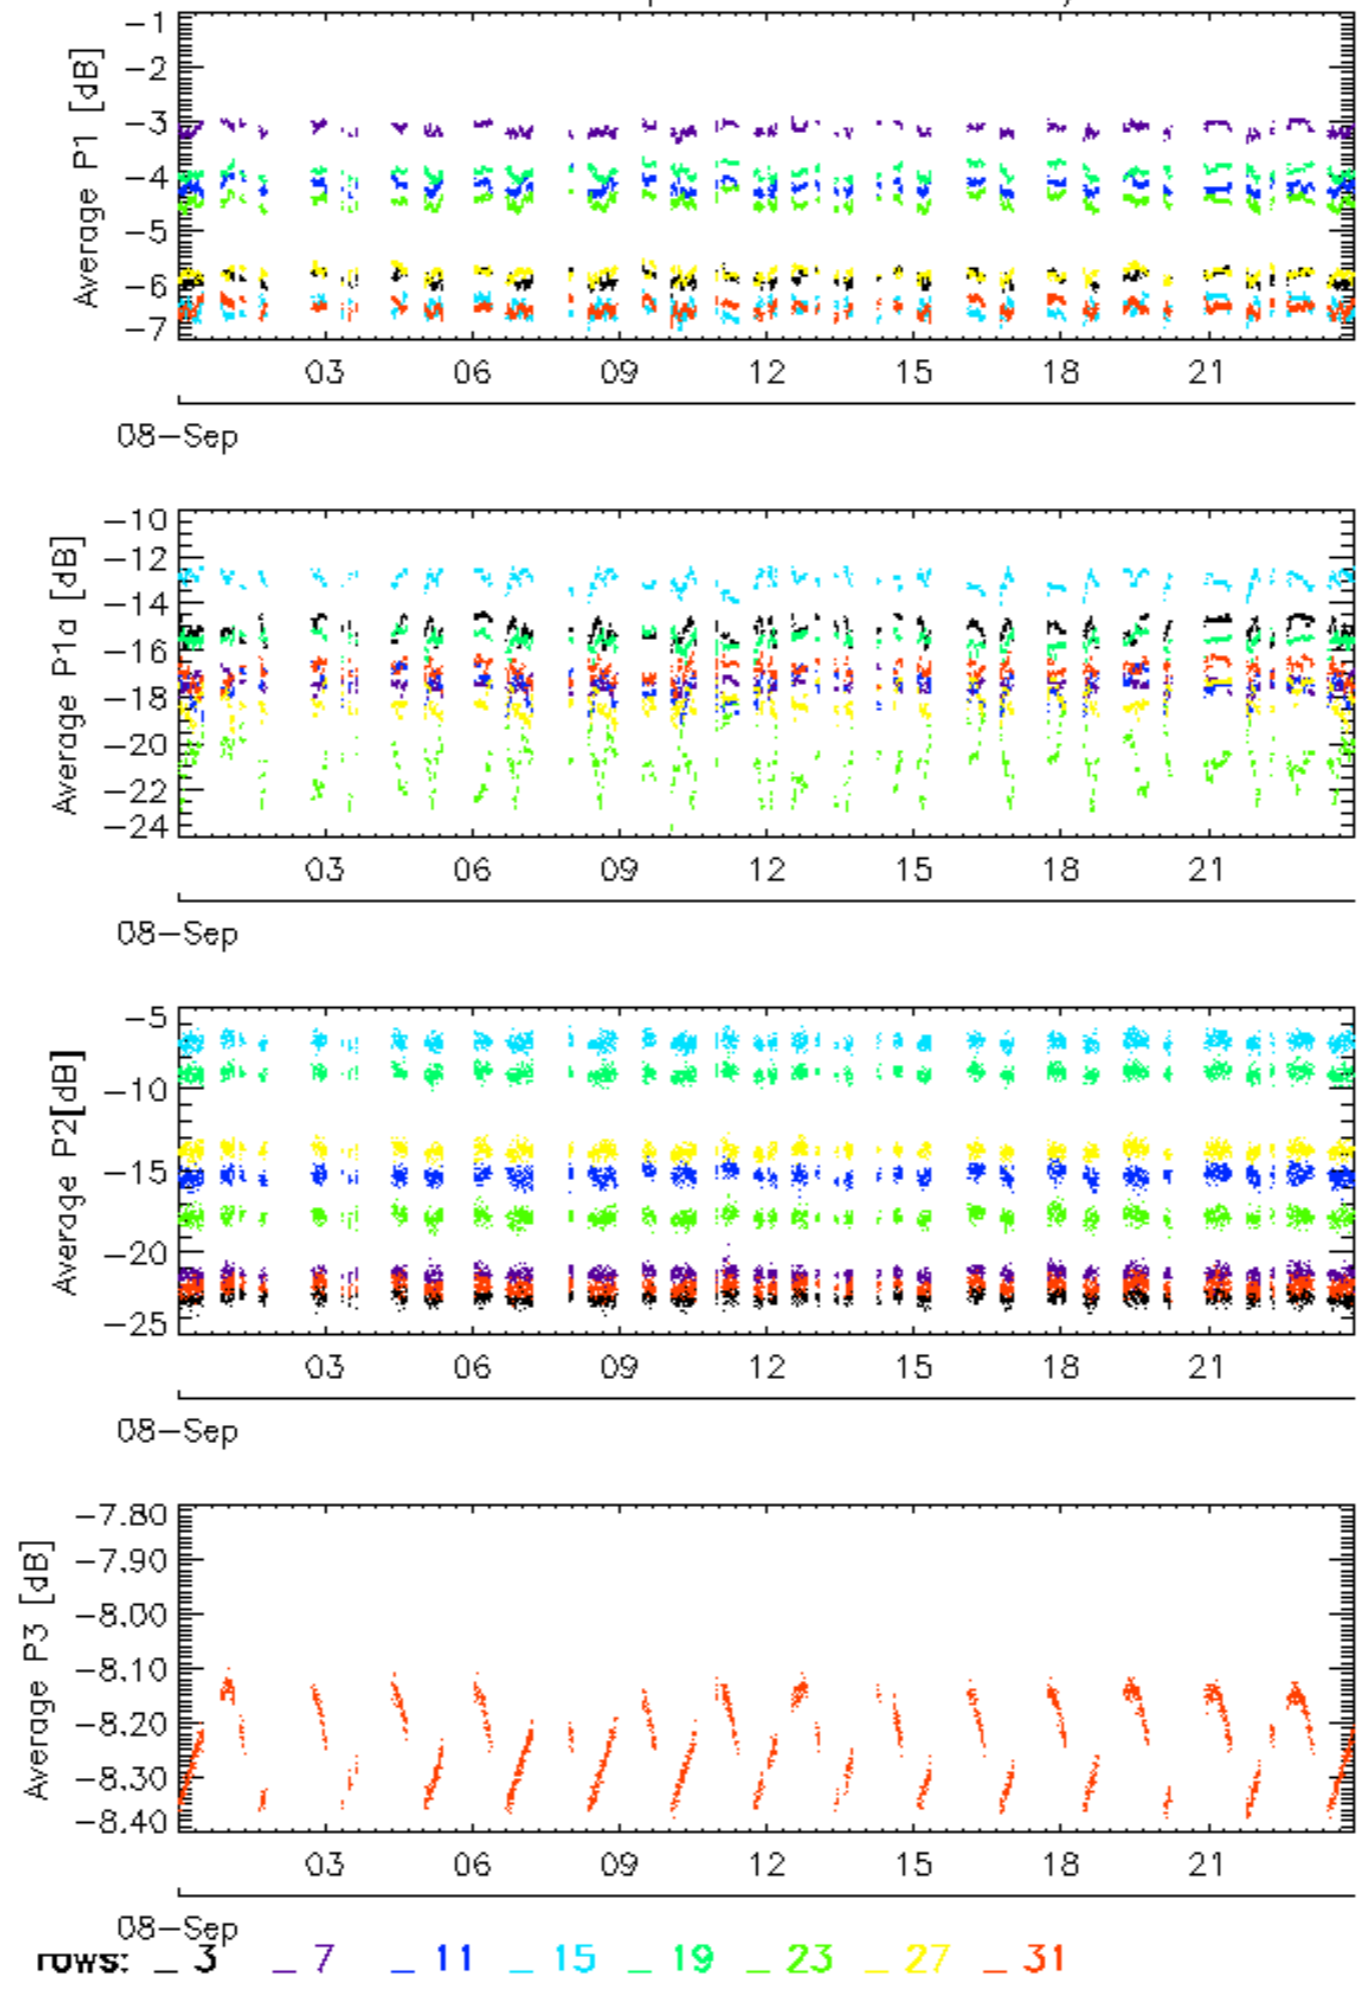 Average P1 [dB]
-1
-2
-3
-4
-5
-6
-7
03 06 09 12 15 18 21
08-Sep
Average P1a [dB]
-10
-12
-14
-16
-18
-20
-22
-24
03 06 09 12 15 18 21
08-Sep
Average P2[dB]
-5
-10
-15
-20
-25
03 06 09 12 15 18 21
08-Sep
Average P3 [dB]
-7.80
-7.90
-8.00
-8.10
-8.20
-8.30
-8.40
03 06 09 12 15 18 21
08-Sep
rows: _ 3 _ 7 _ 11 _ 15 _ 19 _ 23 _ 27 _ 31